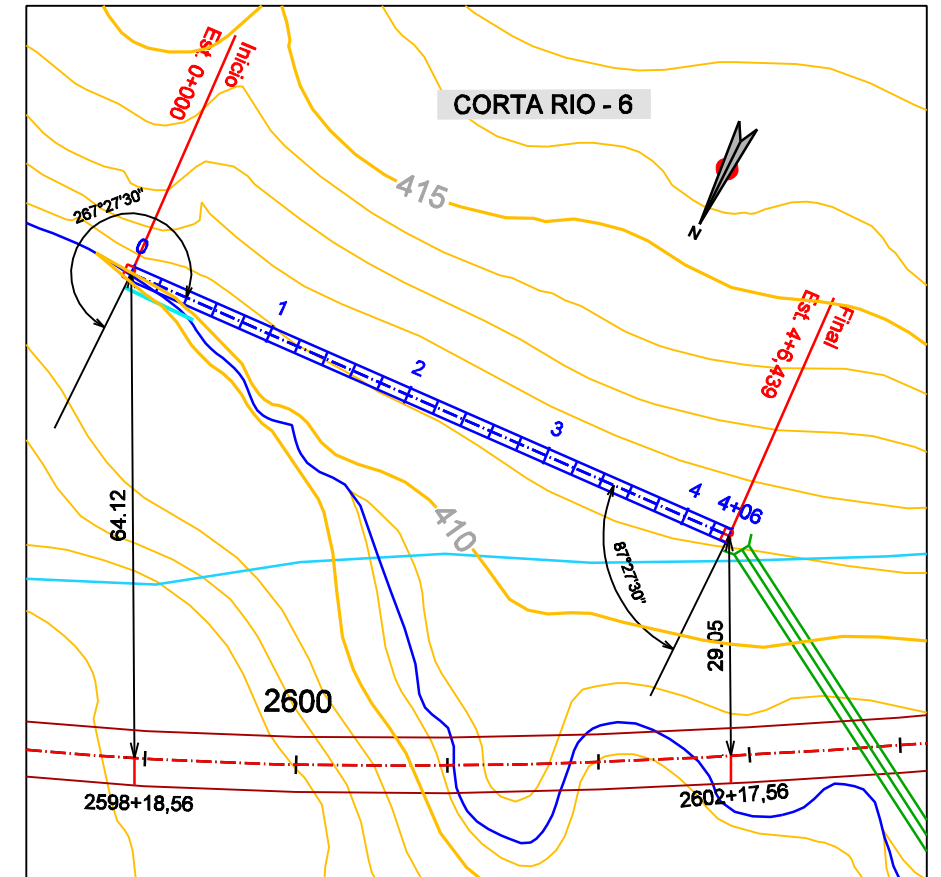 Inicio
Est. 0+000
CORTA RIO - 6
415
N
267°27'30"
0
1
2
3
4
4+06
Final
Est. 4+6,439
64.12
410
87°27'30"
29.05
2600
2598+18,56
2602+17,56